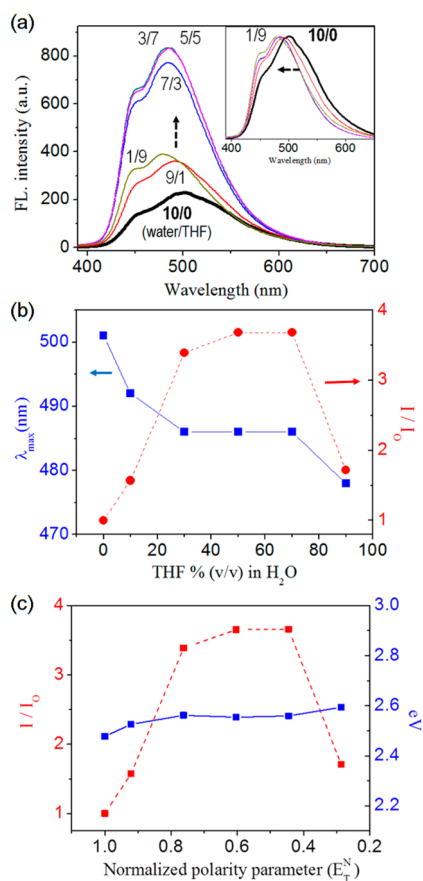 (a)
3/7 5/5
7/3
1/9
9/1
10/0
(water/THF)
1/9 10/0
400 500 600
Wavelength (nm)
800
600
400
200
0
FL. intensity (a.u.)
400 500 600 700
Wavelength (nm)
(b)
500
490
480
470
λmax(nm)
4
3
2
1
I / IO
0 20 40 60 80 100
THF % (v/v) in H2O
(c)
4
3
2
1
I / IO
3.0
2.8
2.6
2.4
2.2
eV
1.0 0.8 0.6 0.4 0.2
Normalized polarity parameter (E_T^N)